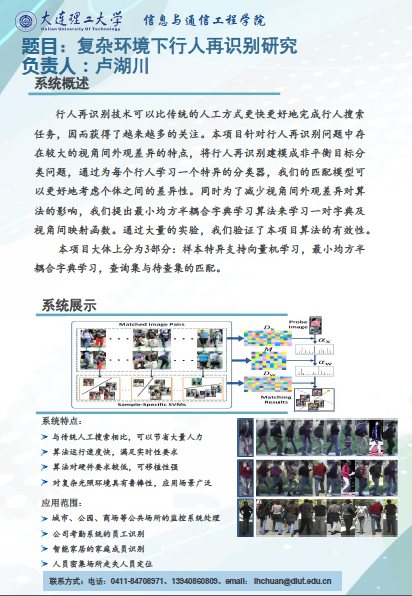 大连理工大学 信息与通信工程学院
Dalian University Of Technology
题目：复杂环境下行人再识别研究
负责人：卢湖川
系统概述
行人再识别技术可以比传统的人工方式更快更好地完成行人搜索
任务，因而获得了越来越多的关注。本项目针对行人再识别问题中存
在较大的视角间外观差异的特点，将行人再识别建模成非平衡目标分
类问题，通过为每个行人学习一个特异的分类器，我们的匹配模型可
以更好地考虑个体之间的差异性。同时为了减少视角间外观差异对算
法的影响，我们提出最小均方半耦合字典学习算法来学习一对字典及
视角间映射函数。通过大量的实验，我们验证了本项目算法的有效性。
本项目大体上分为3部分：样本特异支持向量机学习，最小均方半
耦合字典学习，查询集与待查集的匹配。
系统展示
Matched Image Pairs
Sample-Specific SVMs
Dx
M
Dw
Probe
Image
αx
αw
Matching
Results
系统特点：
➤ 与传统人工搜索相比，可以节省大量人力
➤ 算法运行速度快，满足实时性要求
➤ 算法对硬件要求较低，可移植性强
➤ 对复杂光照环境具有鲁棒性，应用场景广泛
应用范围：
➤ 城市、公园、商场等公共场所的监控系统处理
➤ 公司考勤系统的员工识别
➤ 智能家居的家庭成员识别
➤ 人员密集场所走失人员定位
联系方式：电话：0411-84708971、13940860809、email： lhchuan@dlut.edu.cn